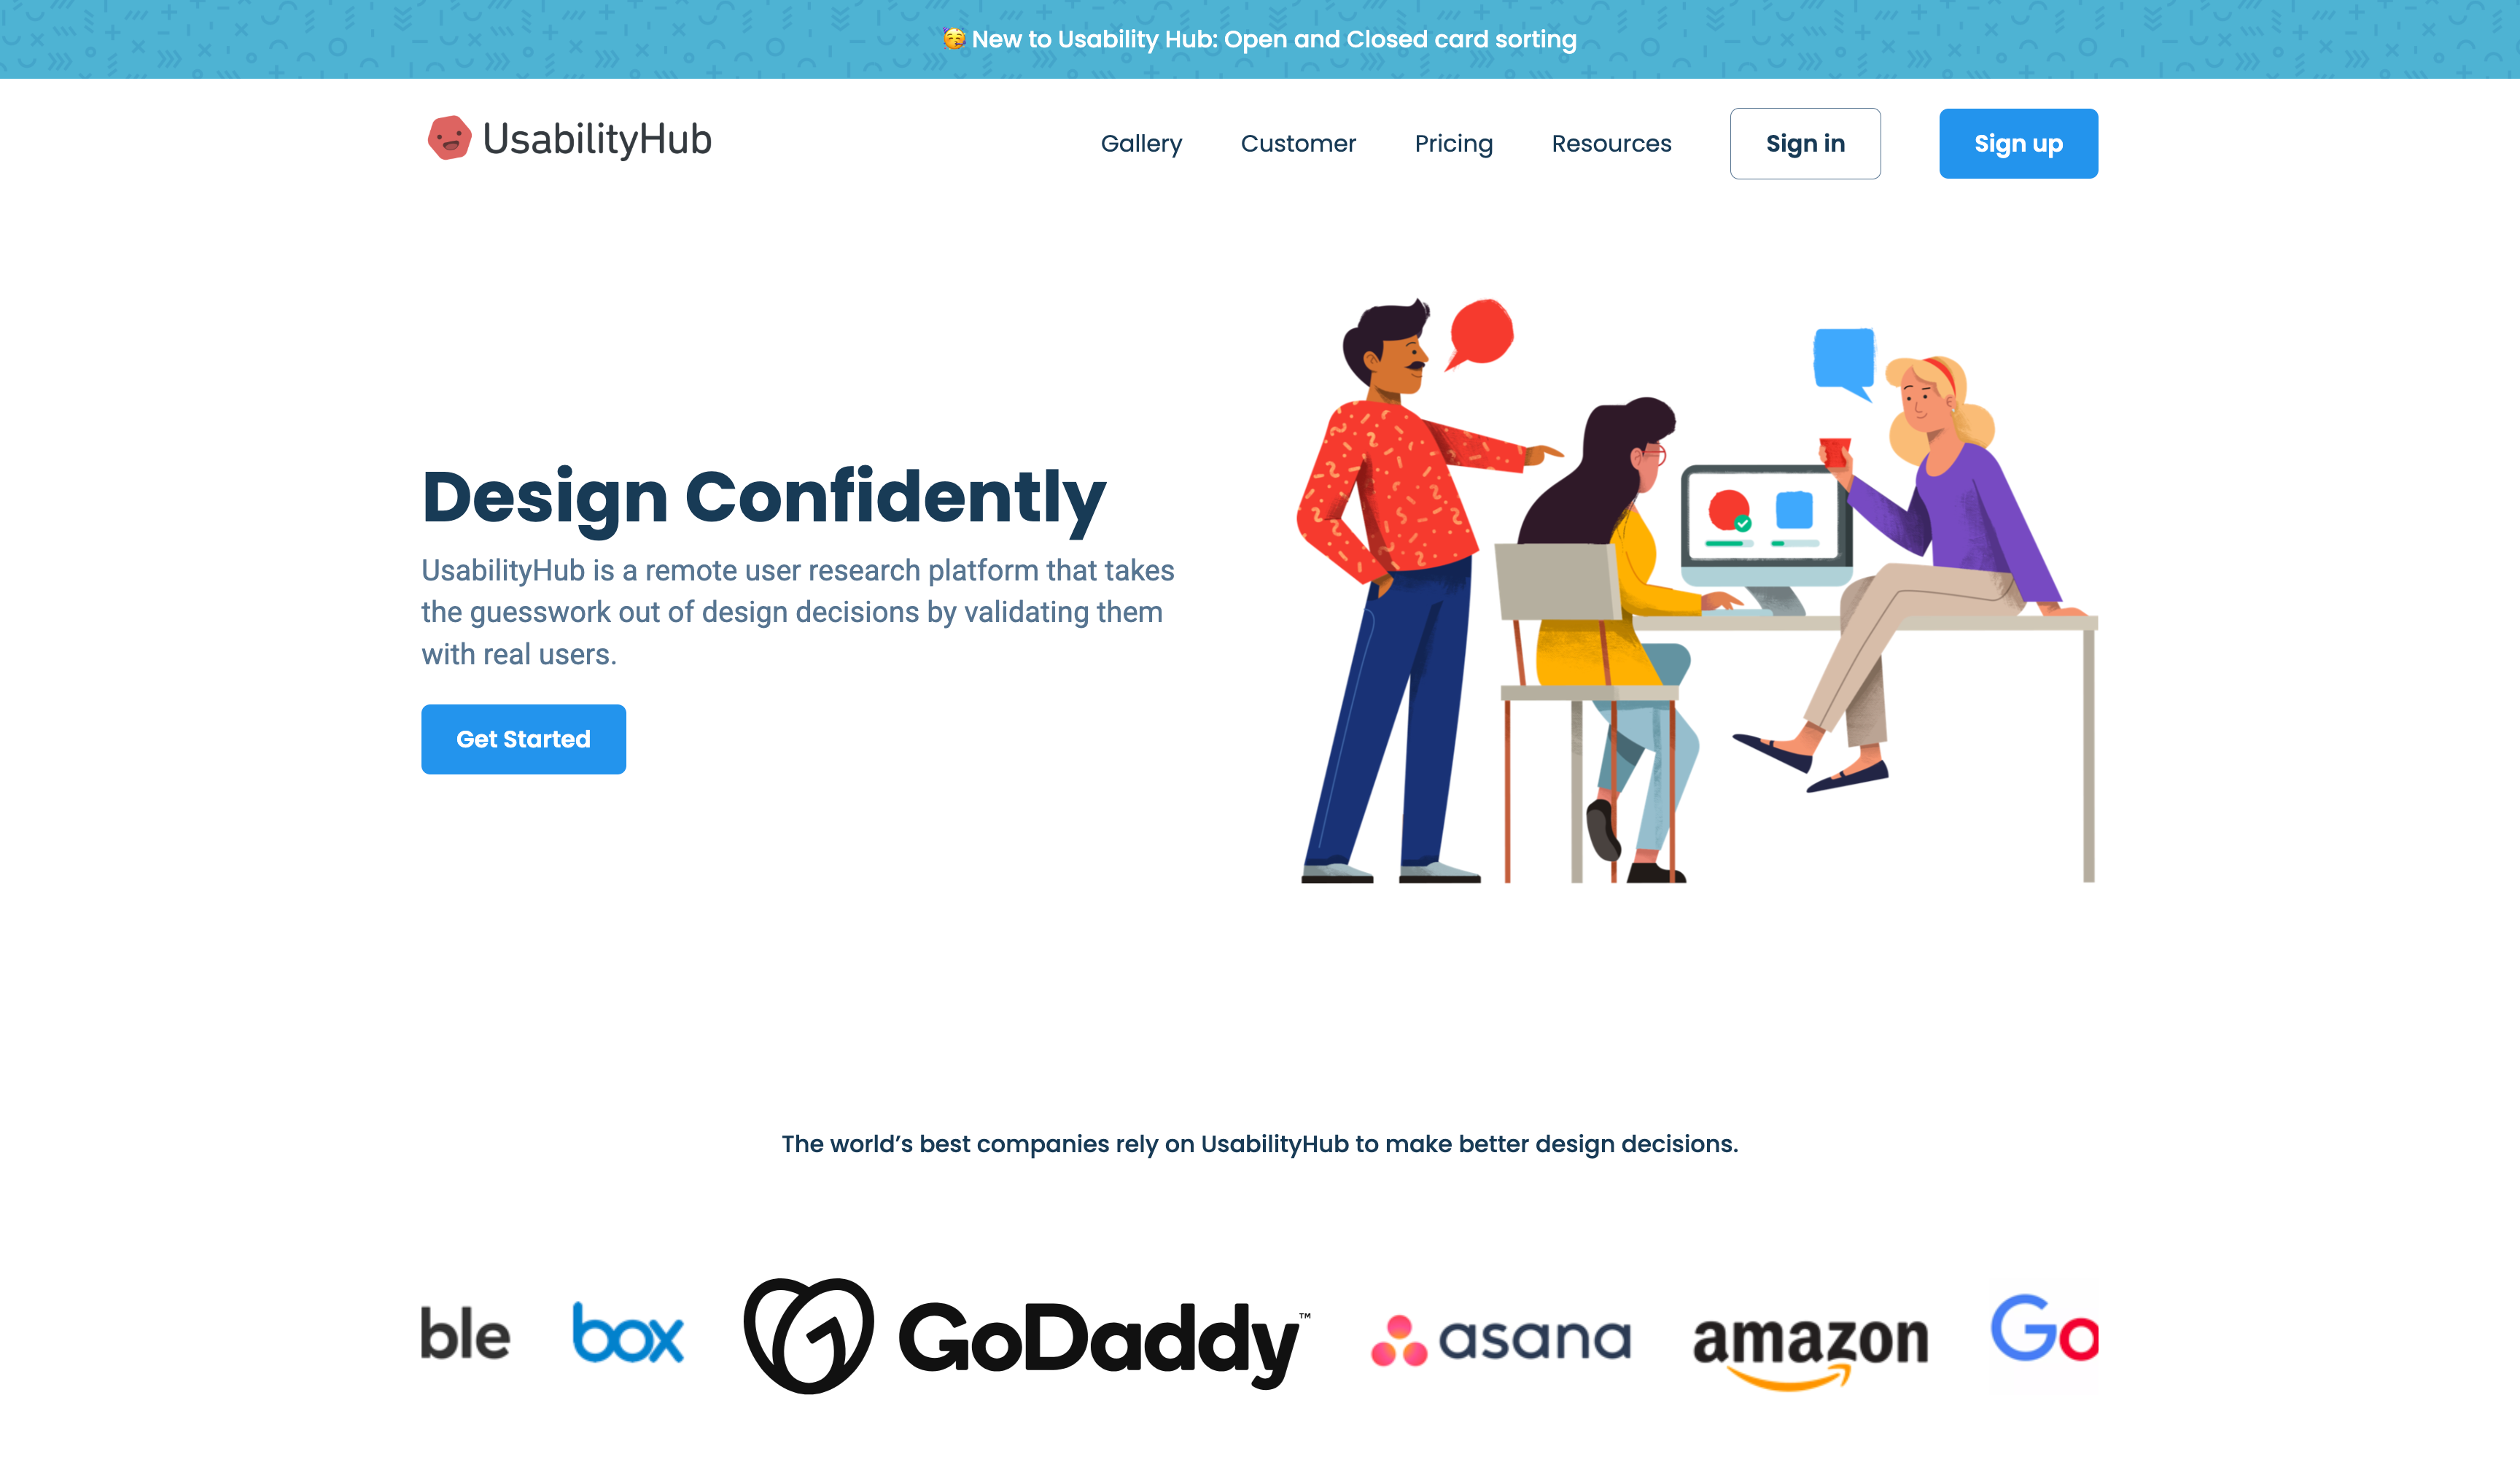 🥳 New to Usability Hub: Open and Closed card sorting
UsabilityHub
Gallery
Customer
Pricing
Resources
Sign in
Sign up
Design Confidently
UsabilityHub is a remote user research platform that takes
the guesswork out of design decisions by validating them
with real users.
Get Started
The world’s best companies rely on UsabilityHub to make better design decisions.
ble
box
GoDaddy™
asana
amazon
Go